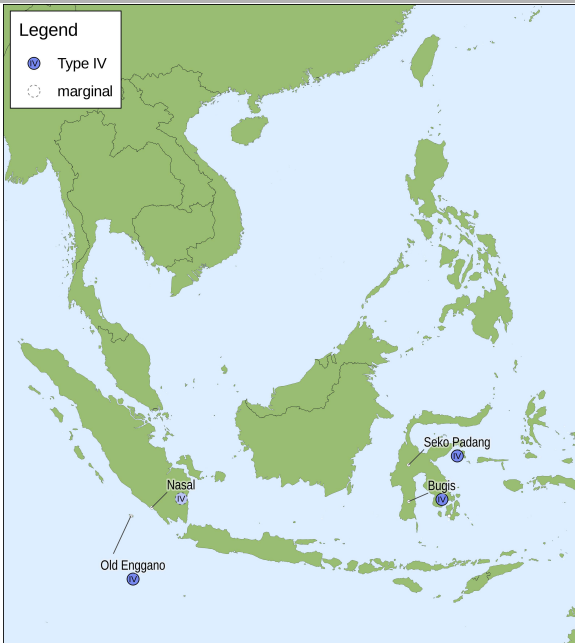 Legend
IV Type IV
marginal
Seko Padang
IV
Bugis
IV
Nasal
IV
Old Enggano
IV